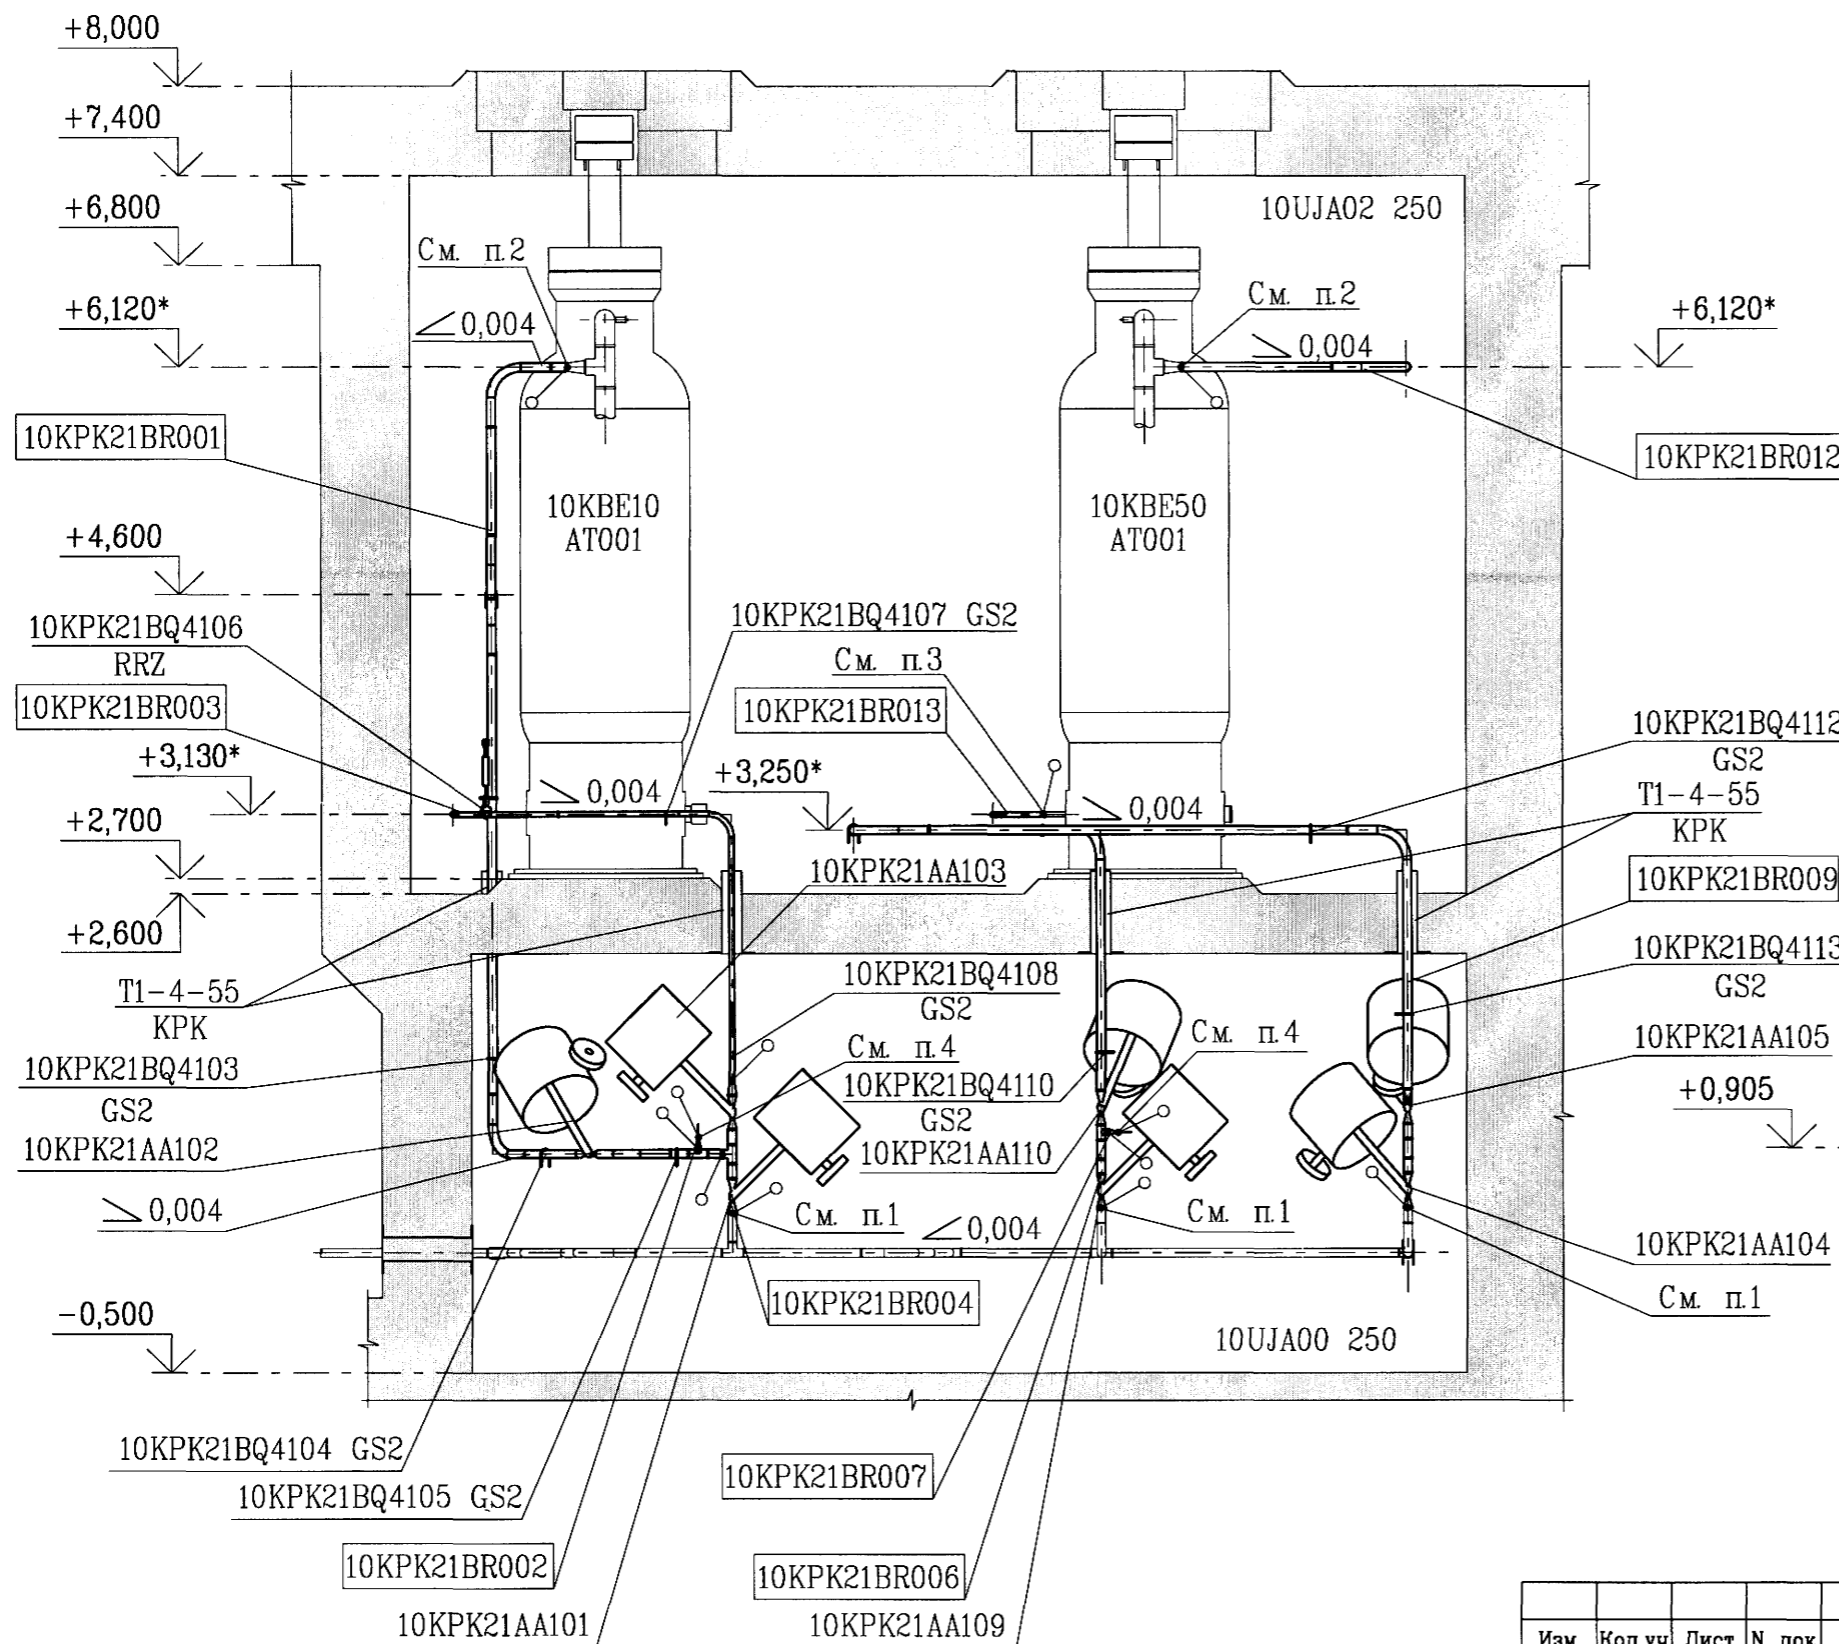 +8,000
+7,400
+6,800
+6,120*
См. п.2
0,004
10UJA02 250
См. п.2
0,004
+6,120*
10KPK21BR001
10KPK21BR012
10KBE10
AT001
10KBE50
AT001
+4,600
10KPK21BQ4106
RRZ
10KPK21BR003
10KPK21BQ4107 GS2
См. п.3
10KPK21BR013
10KPK21BQ4112
GS2
+3,130*
0,004
+3,250*
0,004
T1-4-55
KPK
+2,700
10KPK21AA103
10KPK21BR009
+2,600
10KPK21BQ4113
GS2
T1-4-55
KPK
10KPK21BQ4108
GS2
См. п.4
См. п.4
10KPK21AA105
10KPK21BQ4103
GS2
10KPK21BQ4110
GS2
+0,905
10KPK21AA102
10KPK21AA110
0,004
См. п.1
0,004
См. п.1
10KPK21AA104
10KPK21BR004
См. п.1
-0,500
10UJA00 250
10KPK21BQ4104 GS2
10KPK21BR007
10KPK21BQ4105 GS2
10KPK21BR002
10KPK21BR006
10KPK21AA101
10KPK21AA109
Изм. Кол.уч Лист N док